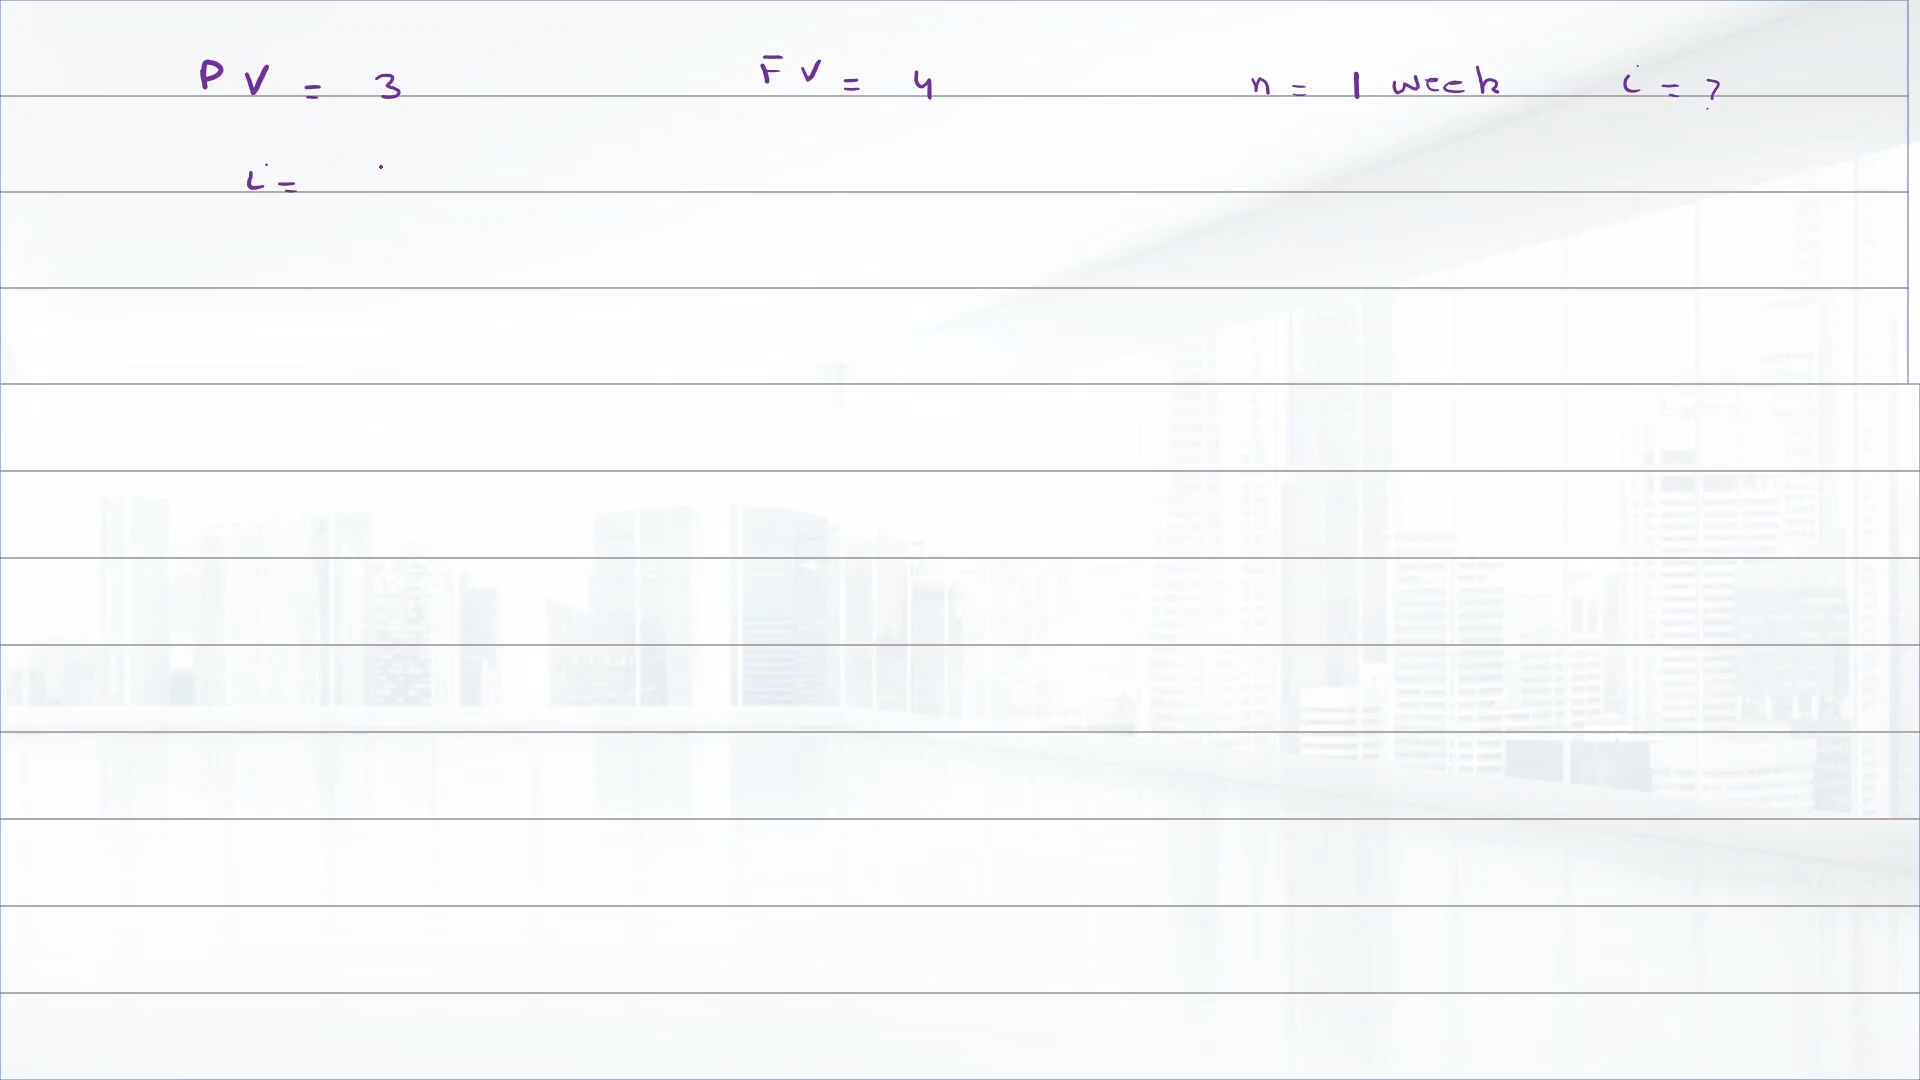 PV = 3 FV = 4 n = 1 week i = ?
i =